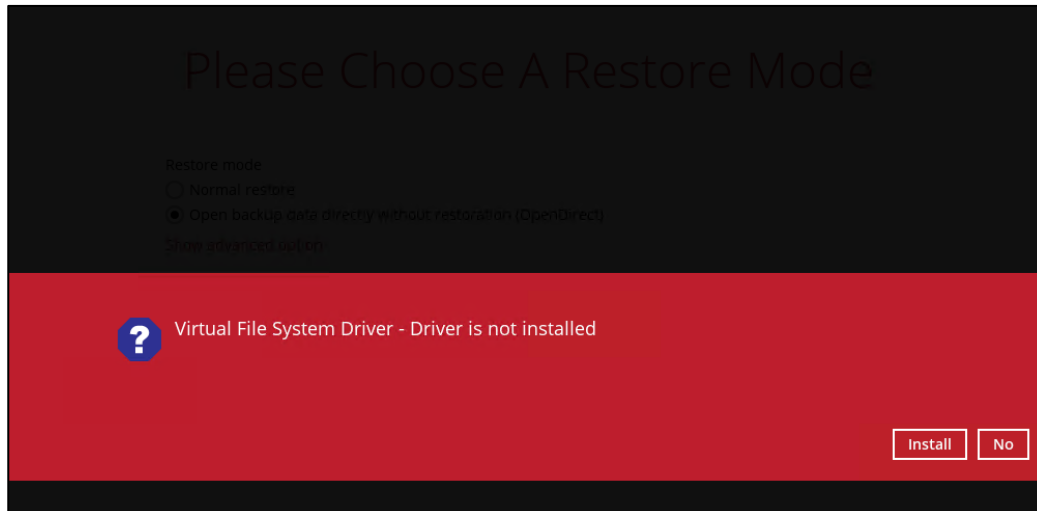 Please Choose A Restore Mode
Restore mode
Normal restore
Open backup data directly without restoration (OpenDirect)
Show advanced option
Virtual File System Driver - Driver is not installed
?
Install
No